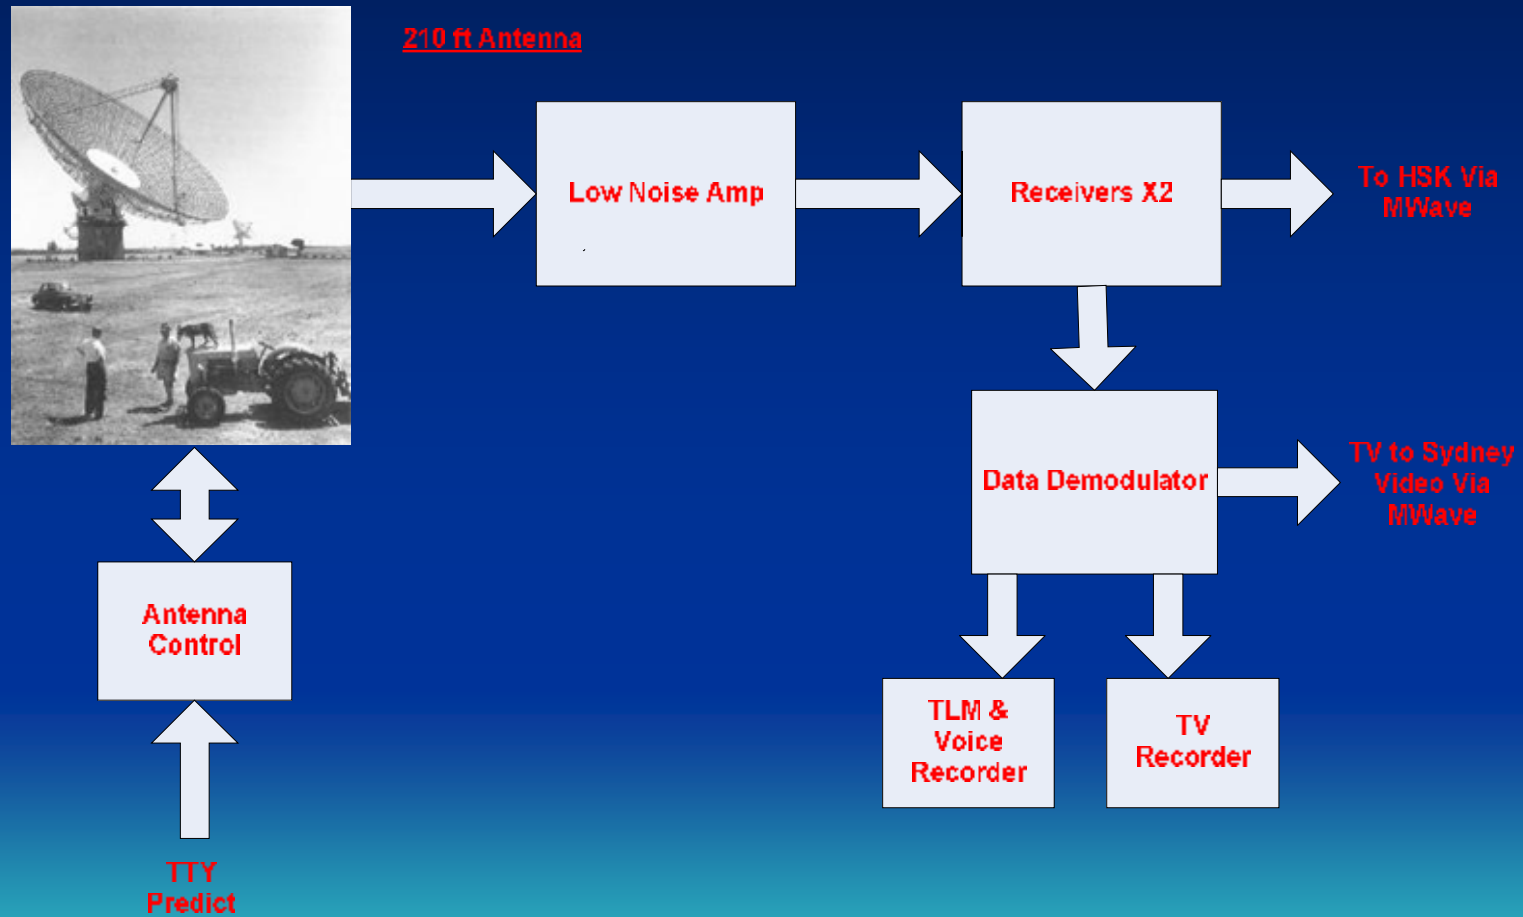 210 ft Antenna
Low Noise Amp
Receivers X2
To HSK Via
MWave
Data Demodulator
TV to Sydney
Video Via
MWave
Antenna
Control
TLM &
Voice
Recorder
TV
Recorder
TTY
Predict